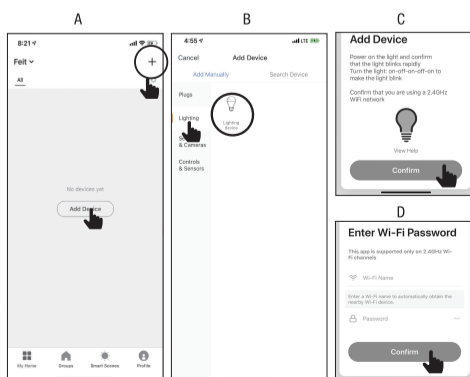 A
8:21
Feit
+
All
No devices yet
Add Device
My Home
Groups
Smart Scenes
Profile
B
4:55
LTE
Cancel
Add Device
Add Manually
Search Device
Plugs
Lighting
& Cameras
Controls
& Sensors
Lighting
device
C
Add Device
Power on the light and confirm
that the light blinks rapidly
Turn the light: on-off-on-off-on to
make the light blink
Confirm that you are using a 2,4GHz
WIFI network
View Help
Confirm
D
Enter Wi-Fi Password
This app is supported only on 2.4GHz Wi-
Fi channels
Wi-Fi Name
Enter a Wi-Fi name to automatically obtain the
nearby Wi-Fi device.
Password
Confirm